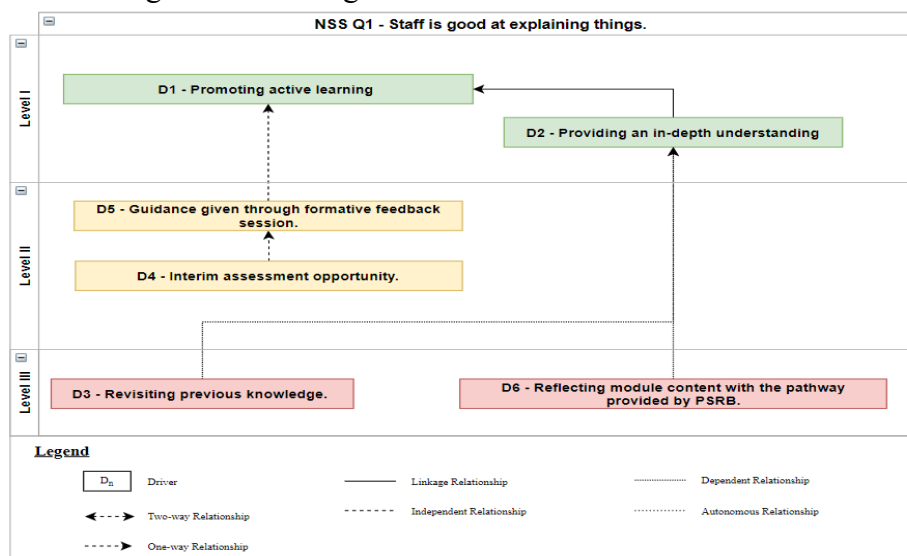 NSS Q1 - Staff is good at explaining things.
Level I
D1 - Promoting active learning
D2 - Providing an in-depth understanding
Level II
D5 - Guidance given through formative feedback
session.
D4 - Interim assessment opportunity.
Level III
D3 - Revisiting previous knowledge.
D6 - Reflecting module content with the pathway
provided by PSRB.
Legend
Dn Driver
Linkage Relationship
Dependent Relationship
Two-way Relationship
Independent Relationship
Autonomous Relationship
One-way Relationship